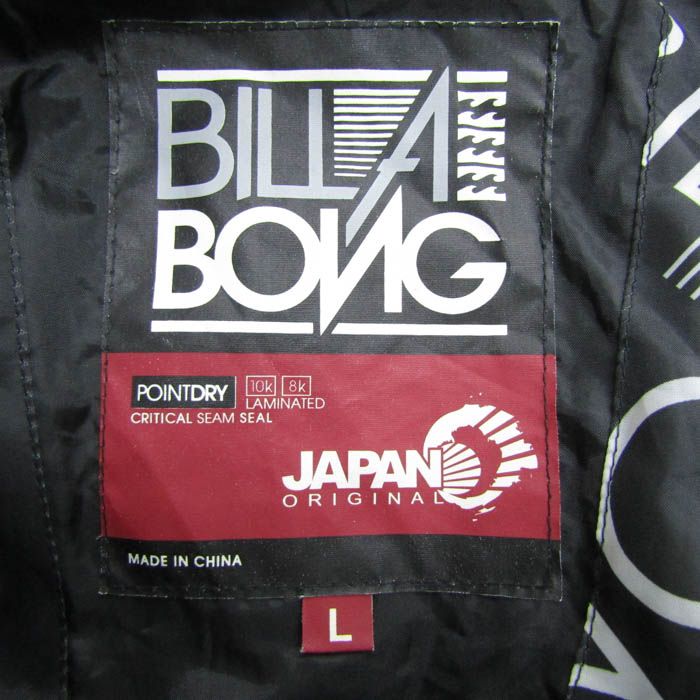 BILLA
BONG
POINTDRY 10k 8k
LAMINATED
CRITICAL SEAM SEAL
JAPAN
ORIGINAL
MADE IN CHINA
L